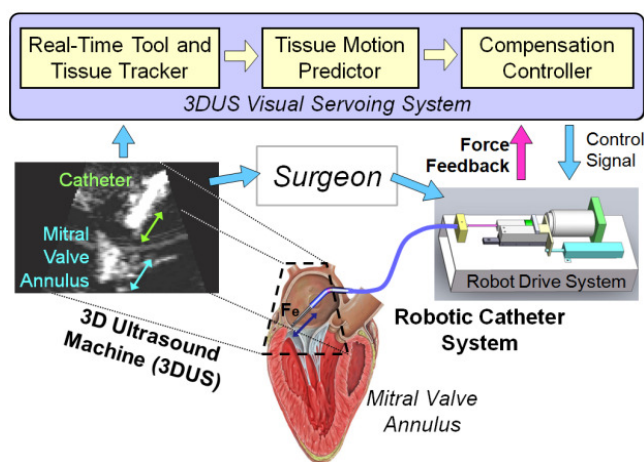 Real-Time Tool and
Tissue Tracker
Tissue Motion
Predictor
Compensation
Controller
3DUS Visual Servoing System
Force
Feedback
Control
Signal
Catheter
Mitral
Valve
Annulus
Surgeon
Robot Drive System
Fe
3D Ultrasound
Machine (3DUS)
Robotic Catheter
System
Mitral Valve
Annulus